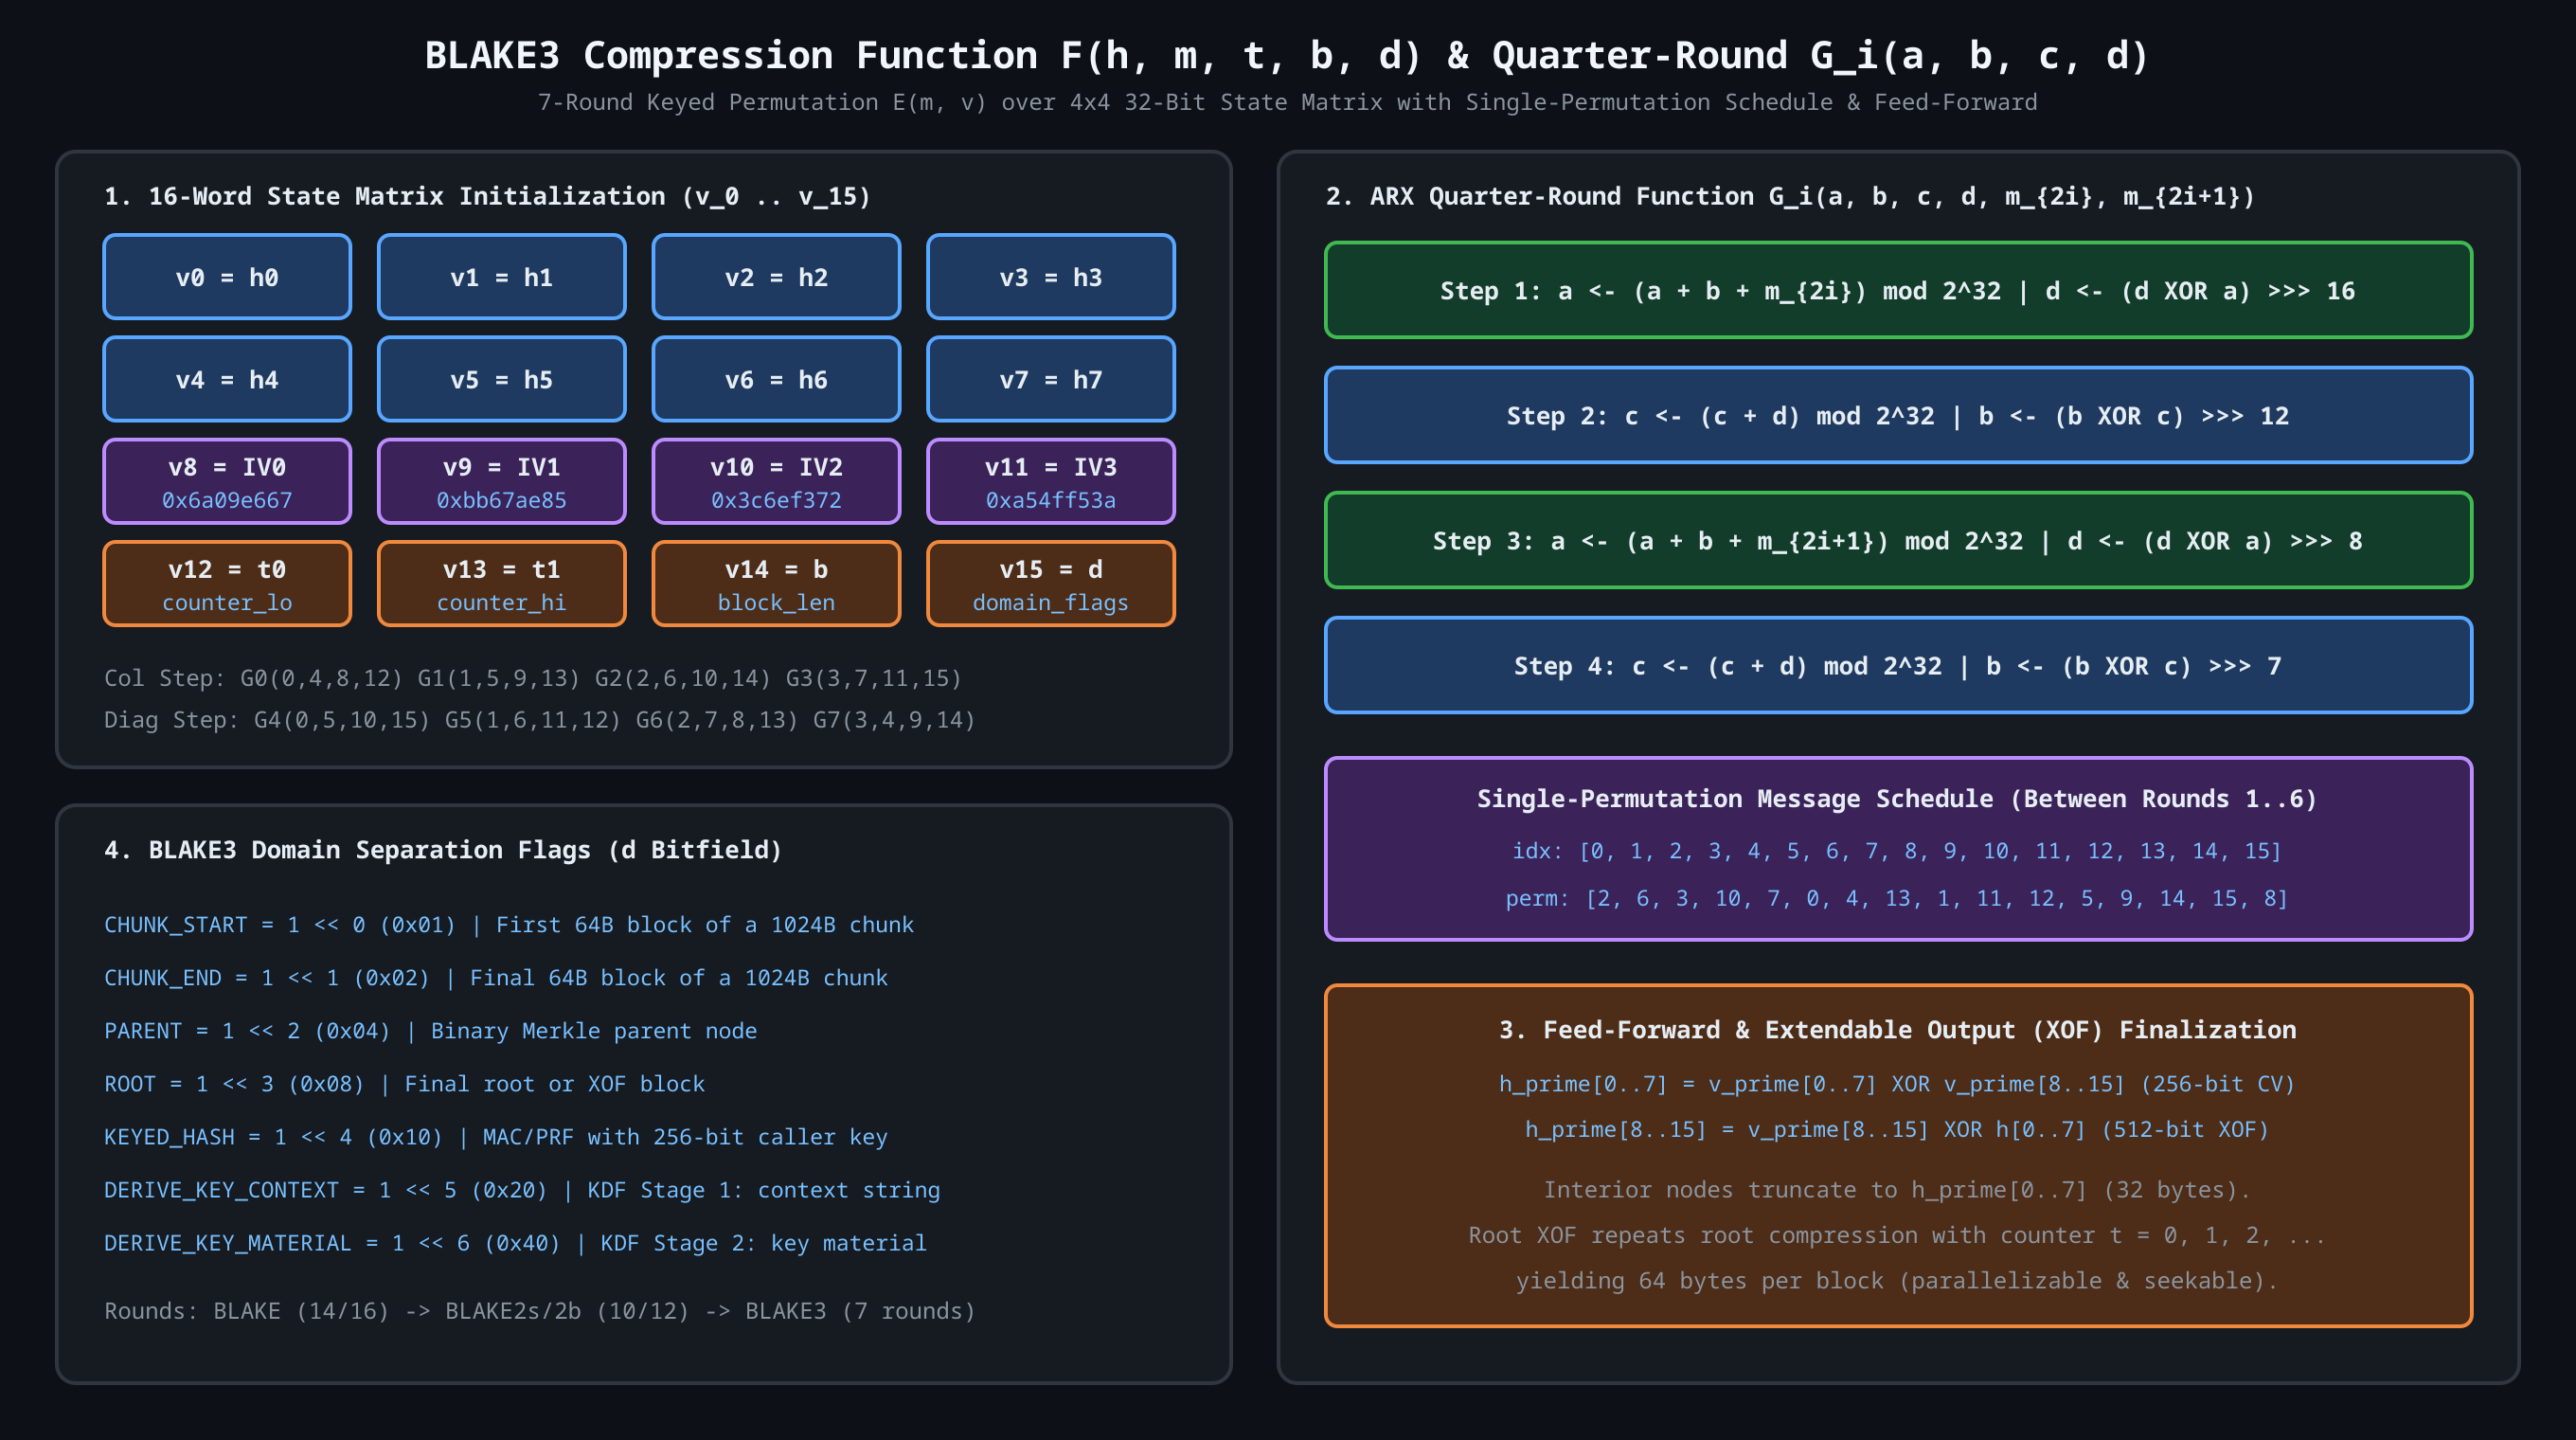 BLAKE3 Compression Function F(h, m, t, b, d) & Quarter-Round G_i(a, b, c, d)
7-Round Keyed Permutation E(m, v) over 4x4 32-Bit State Matrix with Single-Permutation Schedule & Feed-Forward
1. 16-Word State Matrix Initialization (v_0 .. v_15)
v0 = h0
v1 = h1
v2 = h2
v3 = h3
v4 = h4
v5 = h5
v6 = h6
v7 = h7
v8 = IV0
0x6a09e667
v9 = IV1
0xbb67ae85
v10 = IV2
0x3c6ef372
v11 = IV3
0xa54ff53a
v12 = t0
counter_lo
v13 = t1
counter_hi
v14 = b
block_len
v15 = d
domain_flags
Col Step: G0(0,4,8,12) G1(1,5,9,13) G2(2,6,10,14) G3(3,7,11,15)
Diag Step: G4(0,5,10,15) G5(1,6,11,12) G6(2,7,8,13) G7(3,4,9,14)
2. ARX Quarter-Round Function G_i(a, b, c, d, m_{2i}, m_{2i+1})
Step 1: a <- (a + b + m_{2i}) mod 2^32 | d <- (d XOR a) >>> 16
Step 2: c <- (c + d) mod 2^32 | b <- (b XOR c) >>> 12
Step 3: a <- (a + b + m_{2i+1}) mod 2^32 | d <- (d XOR a) >>> 8
Step 4: c <- (c + d) mod 2^32 | b <- (b XOR c) >>> 7
Single-Permutation Message Schedule (Between Rounds 1..6)
idx: [0, 1, 2, 3, 4, 5, 6, 7, 8, 9, 10, 11, 12, 13, 14, 15]
perm: [2, 6, 3, 10, 7, 0, 4, 13, 1, 11, 12, 5, 9, 14, 15, 8]
3. Feed-Forward & Extendable Output (XOF) Finalization
h_prime[0..7] = v_prime[0..7] XOR v_prime[8..15] (256-bit CV)
h_prime[8..15] = v_prime[8..15] XOR h[0..7] (512-bit XOF)
Interior nodes truncate to h_prime[0..7] (32 bytes).
Root XOF repeats root compression with counter t = 0, 1, 2, ...
yielding 64 bytes per block (parallelizable & seekable).
4. BLAKE3 Domain Separation Flags (d Bitfield)
CHUNK_START = 1 << 0 (0x01) | First 64B block of a 1024B chunk
CHUNK_END = 1 << 1 (0x02) | Final 64B block of a 1024B chunk
PARENT = 1 << 2 (0x04) | Binary Merkle parent node
ROOT = 1 << 3 (0x08) | Final root or XOF block
KEYED_HASH = 1 << 4 (0x10) | MAC/PRF with 256-bit caller key
DERIVE_KEY_CONTEXT = 1 << 5 (0x20) | KDF Stage 1: context string
DERIVE_KEY_MATERIAL = 1 << 6 (0x40) | KDF Stage 2: key material
Rounds: BLAKE (14/16) -> BLAKE2s/2b (10/12) -> BLAKE3 (7 rounds)